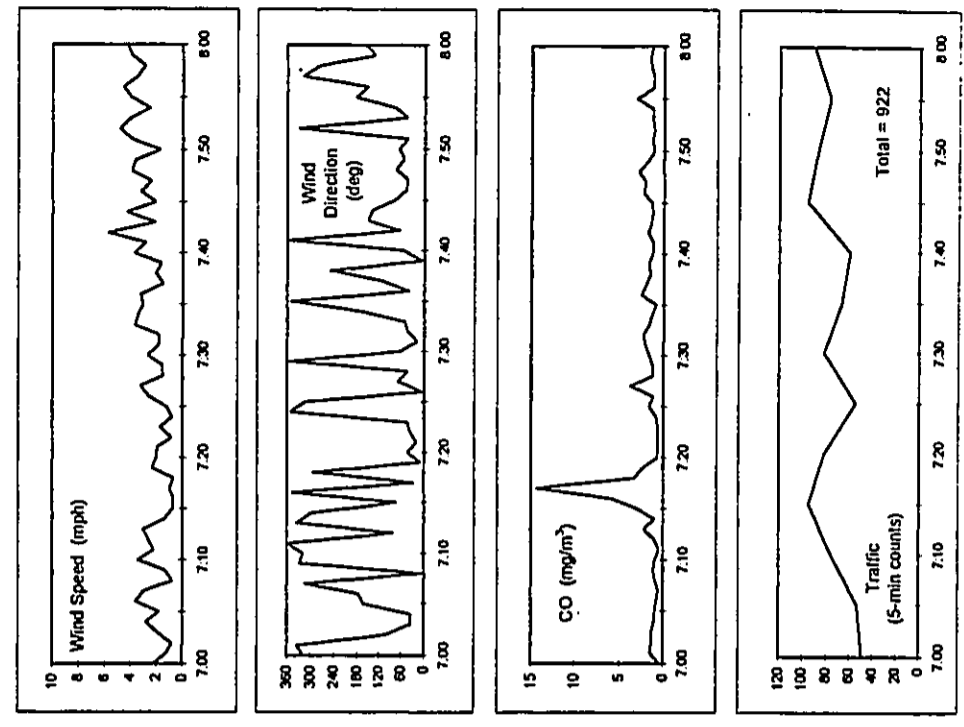 Wind Speed (mph)
10
8
6
4
2
0
7.00 7.10 7.20 7.30 7.40 7.50 8.00
Wind
Direction
(deg)
360
300
240
180
120
60
0
7.00 7.10 7.20 7.30 7.40 7.50 8.00
CO (mg/m³)
15
10
5
0
7.00 7.10 7.20 7.30 7.40 7.50 8.00
120
100
80
60
40
20
0
Traffic
(5-min counts)
Total = 922
7.00 7.10 7.20 7.30 7.40 7.50 8.00